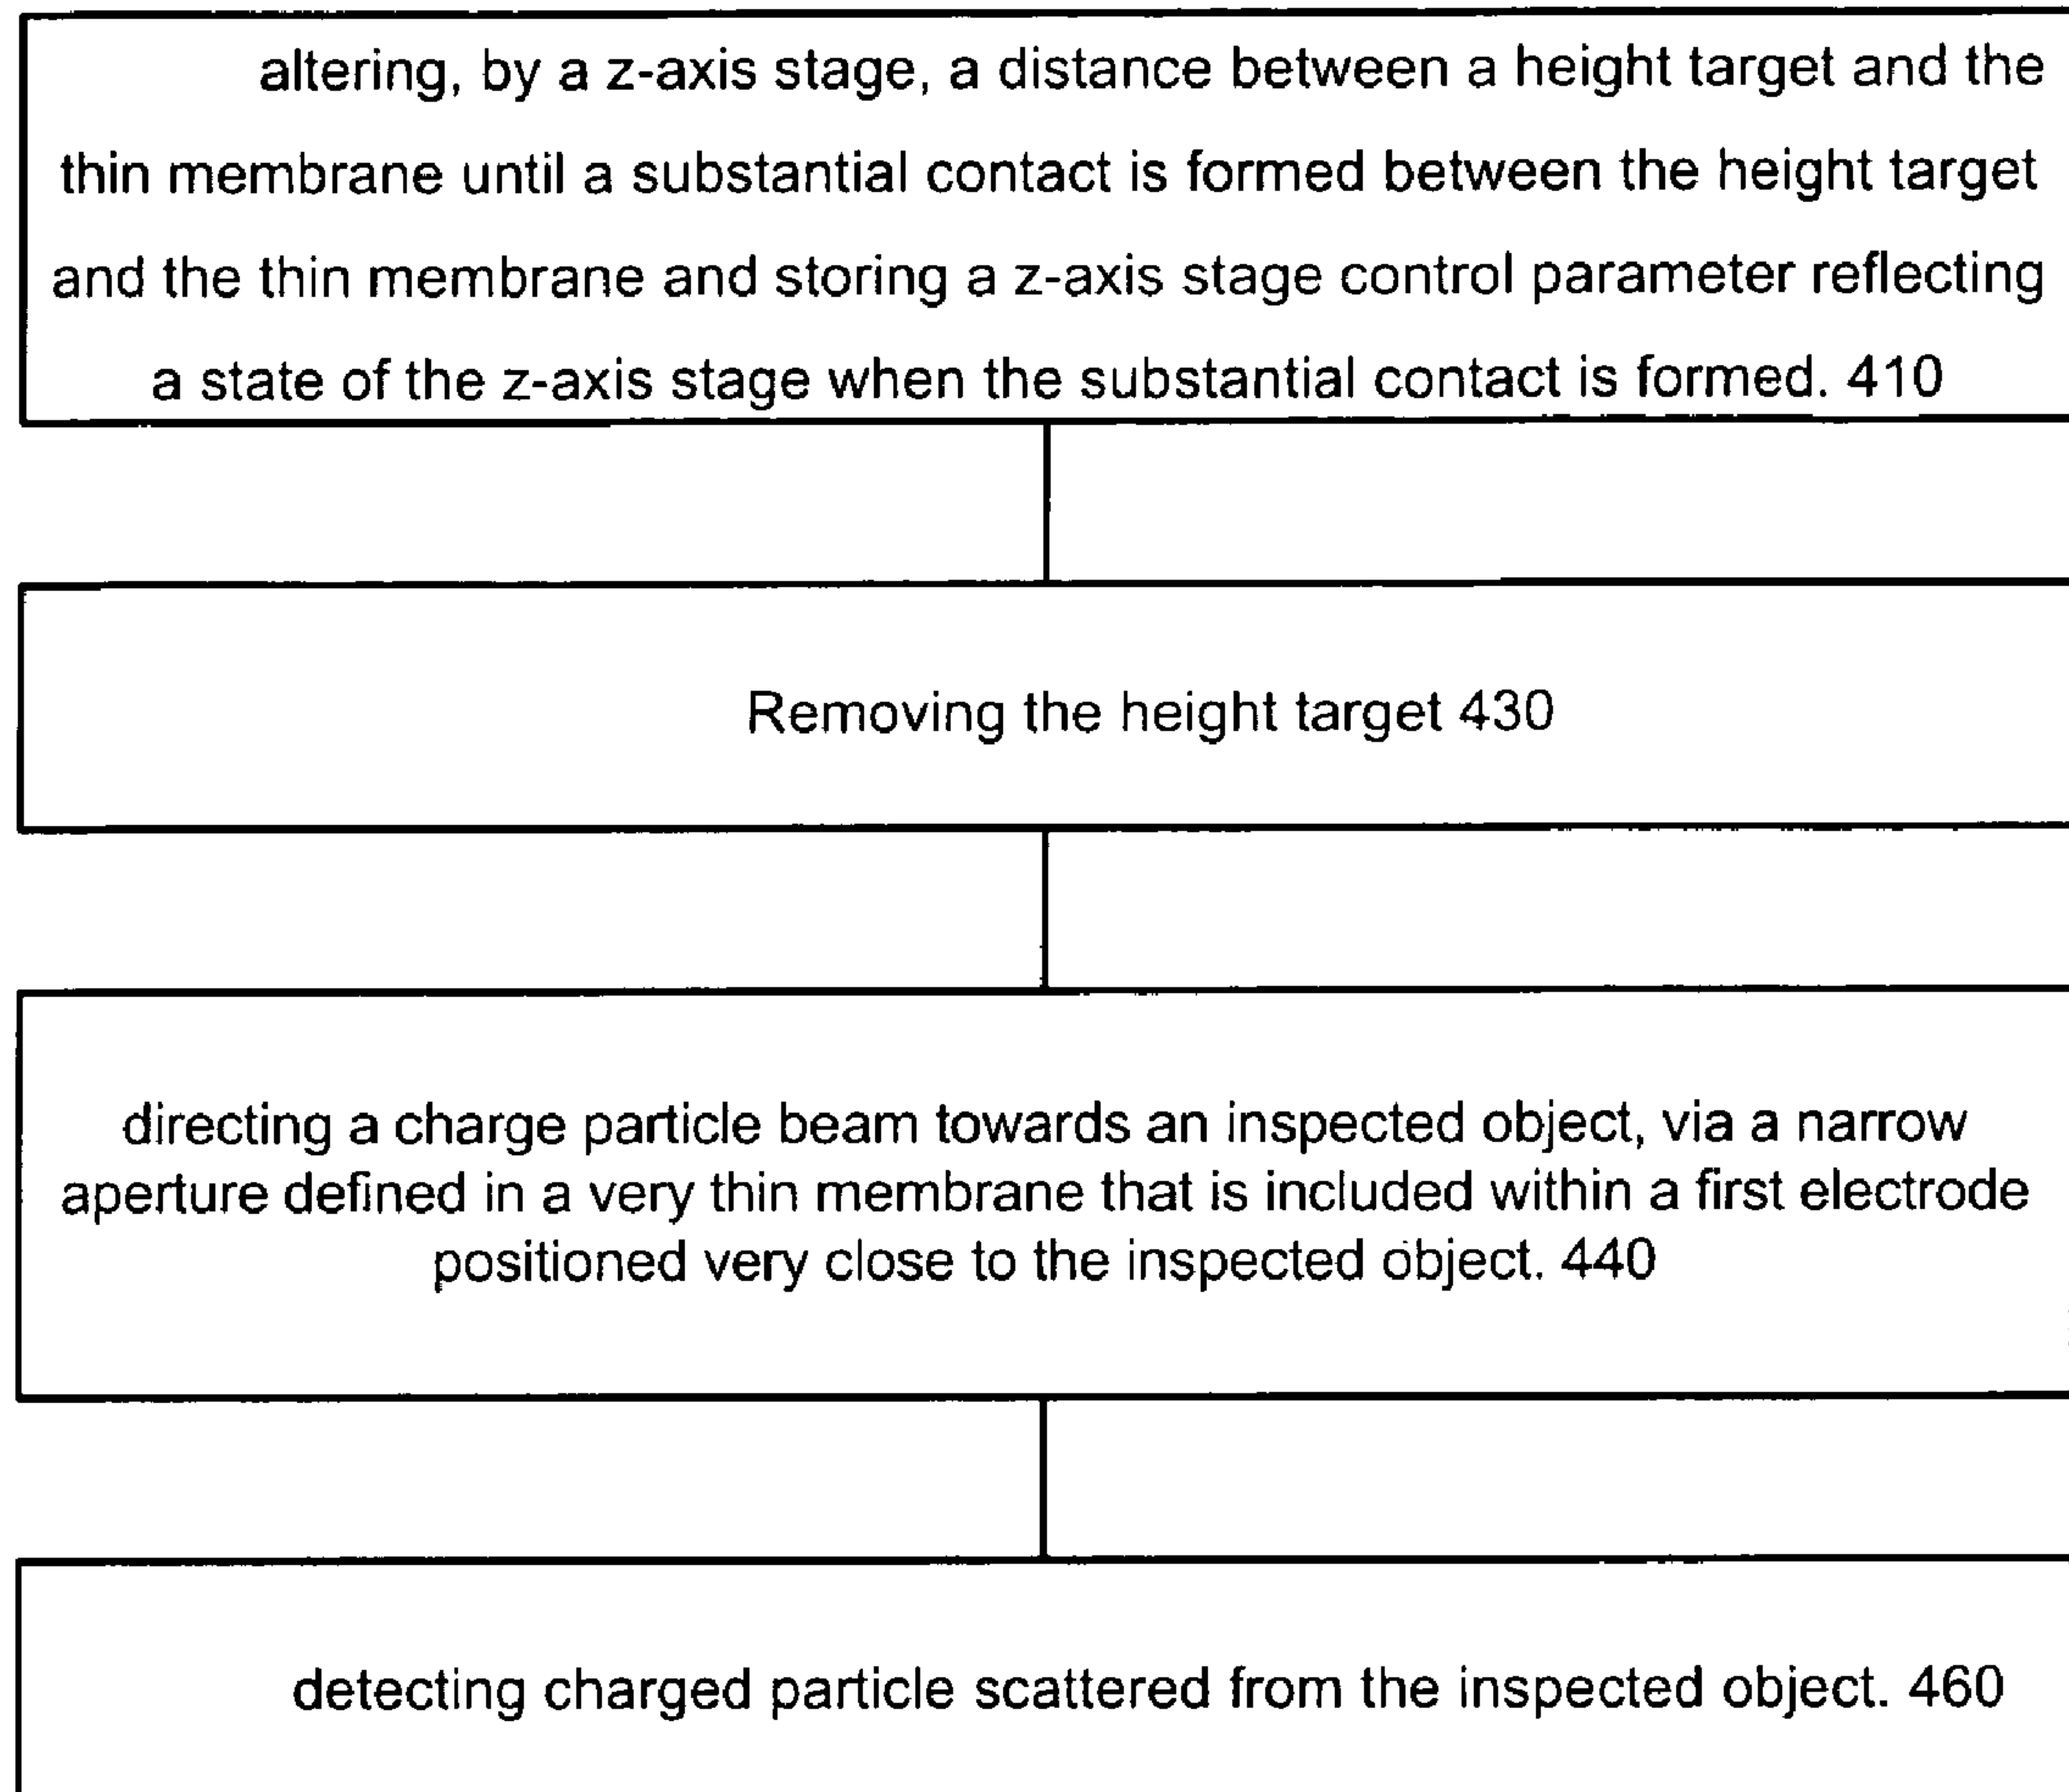 altering, by a z-axis stage, a distance between a height target and the
thin membrane until a substantial contact is formed between the height target
and the thin membrane and storing a z-axis stage control parameter reflecting
a state of the z-axis stage when the substantial contact is formed. 410
Removing the height target 430
directing a charge particle beam towards an inspected object, via a narrow
aperture defined in a very thin membrane that is included within a first electrode
positioned very close to the inspected object. 440
detecting charged particle scattered from the inspected object. 460